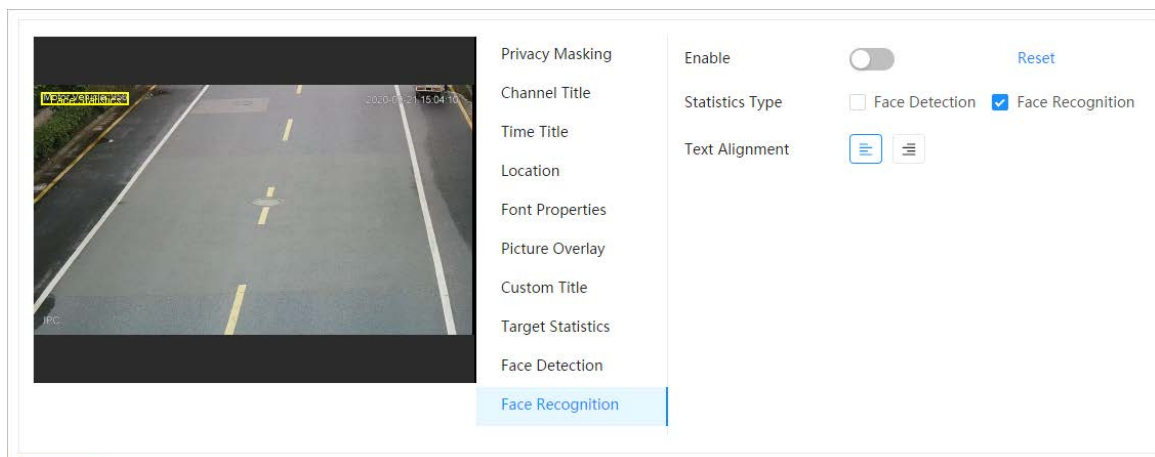 Privacy Masking
Channel Title
Time Title
Location
Font Properties
Picture Overlay
Custom Title
Target Statistics
Face Detection
Face Recognition
Enable
Reset
Statistics Type
Face Detection
Face Recognition
Text Alignment
IPC